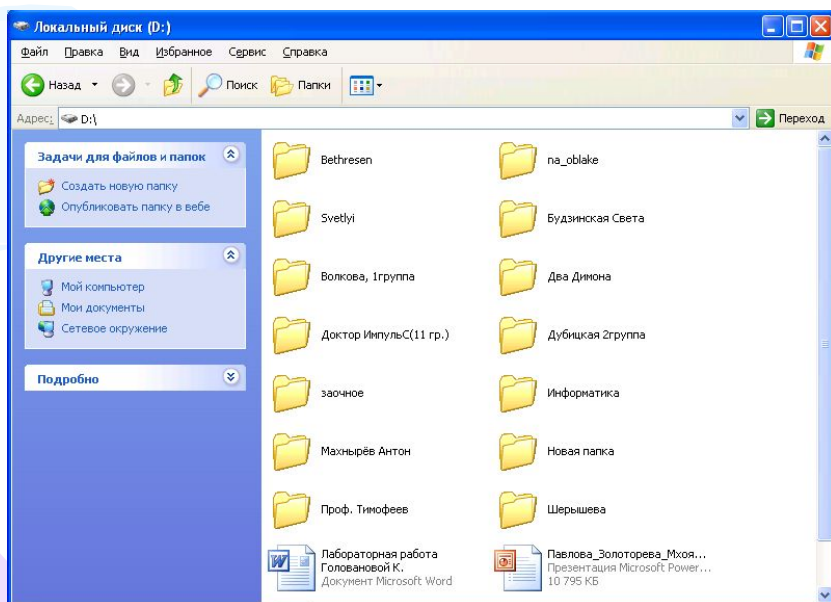 Локальный диск (D:)
Файл Правка Вид Избранное Сервис Справка
Назад Поиск Папки
Адрес: D:\ Переход
Задачи для файлов и папок
Создать новую папку
Опубликовать папку в вебе
Другие места
Мой компьютер
Мои документы
Сетевое окружение
Подробно
Bethresen na_oblake
Svetlyi Будзинская Света
Волкова, 1группа Два Димона
Доктор ИмпульС(11 гр.) Дубицкая 2группа
заочное Информатика
Махнырёв Антон Новая папка
Проф. Тимофеев Шерышева
Лабораторная работа
Головановой К.
Документ Microsoft Word
Павлова_Золоторева_Мхоя...
Презентация Microsoft Power...
10 795 КБ